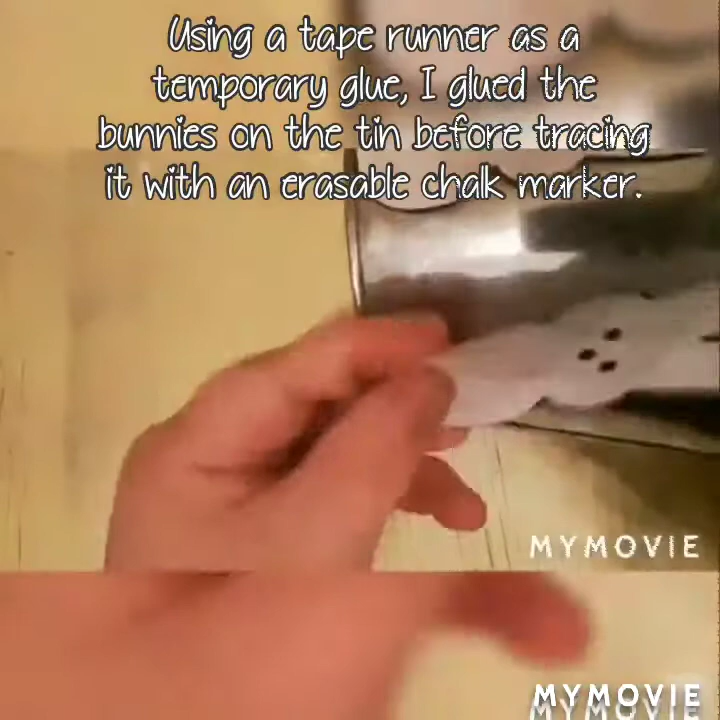 Using a tape runner as a
temporary glue, I glued the
bunnies on the tin before tracing
it with an erasable chalk marker.
MYMOVIE
MYMOVIE